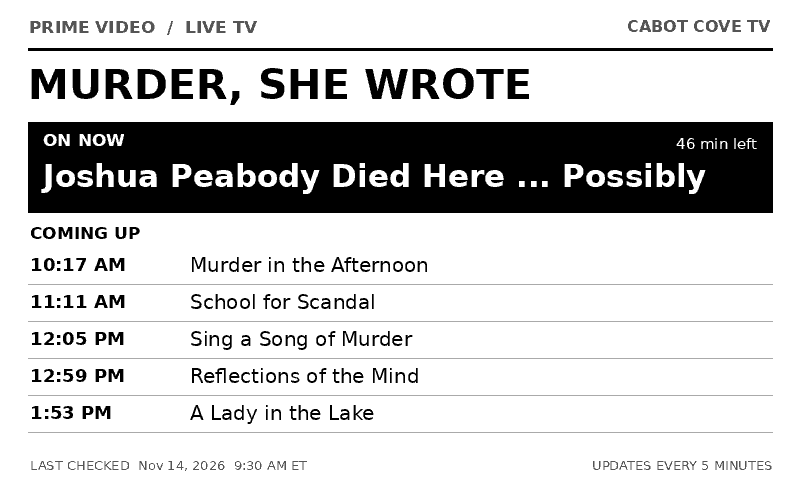 PRIME VIDEO / LIVE TV
CABOT COVE TV
MURDER, SHE WROTE
ON NOW
46 min left
Joshua Peabody Died Here ... Possibly
COMING UP
10:17 AM Murder in the Afternoon
11:11 AM School for Scandal
12:05 PM Sing a Song of Murder
12:59 PM Reflections of the Mind
1:53 PM A Lady in the Lake
LAST CHECKED Nov 14, 2026 9:30 AM ET
UPDATES EVERY 5 MINUTES